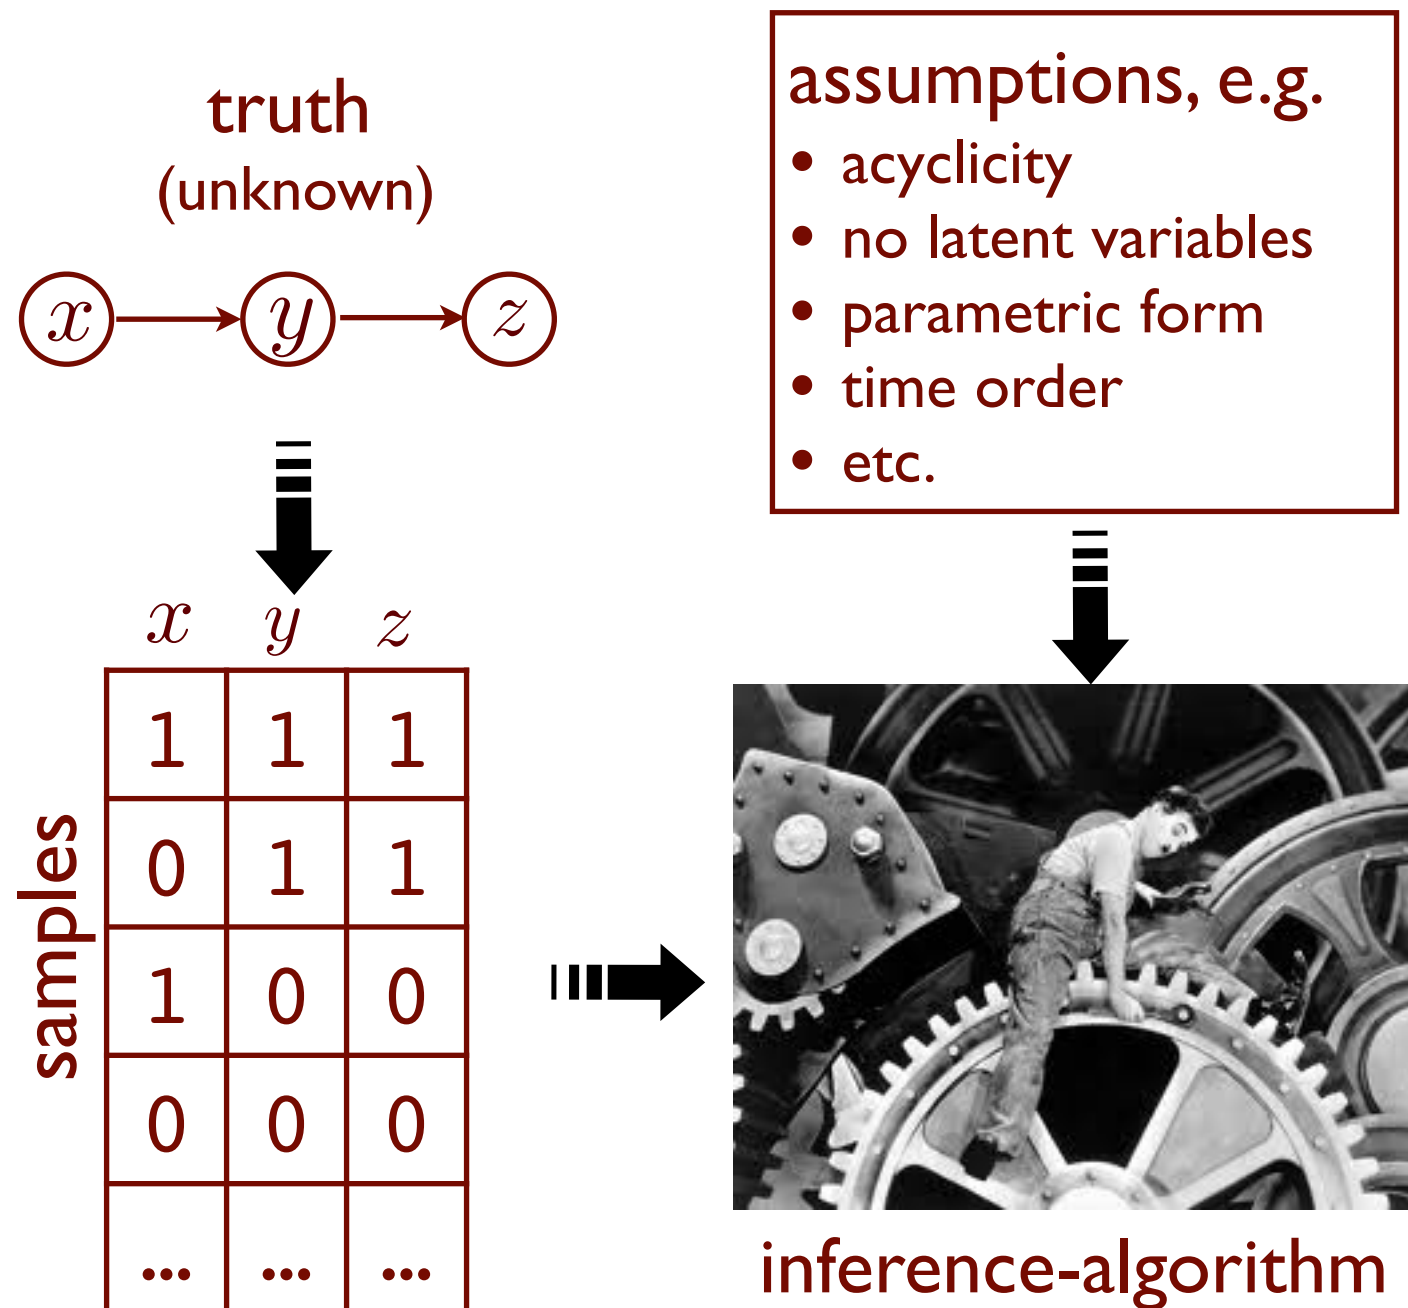 truth
(unknown)
x y z
assumptions, e.g.
• acyclicity
• no latent variables
• parametric form
• time order
• etc.
x y z
samples
1 1 1
0 1 1
1 0 0
0 0 0
... ... ...
inference-algorithm